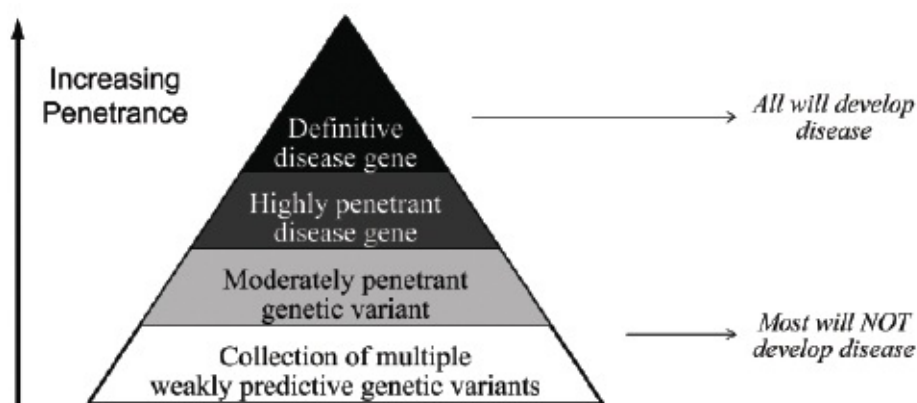 Increasing
Penetrance
Definitive
disease gene
Highly penetrant
disease gene
Moderately penetrant
genetic variant
Collection of multiple
weakly predictive genetic variants
All will develop
disease
Most will NOT
develop disease